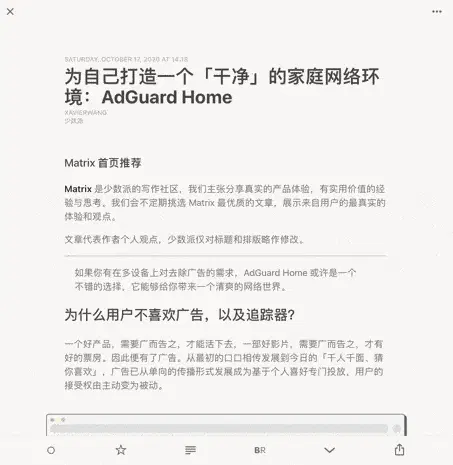 SATURDAY, OCTOBER 17, 2020 AT 14:18
为自己打造一个「干净」的家庭网络环
境：AdGuard Home
XAVIERWANG
少数派
Matrix 首页推荐
Matrix 是少数派的写作社区，我们主张分享真实的产品体验，有实用价值的经
验与思考。我们会不定期挑选 Matrix 最优质的文章，展示来自用户的最真实的
体验和观点。
文章代表作者个人观点，少数派仅对标题和排版略作修改。
如果你有在多设备上对去除广告的需求，AdGuard Home 或许是一个
不错的选择，它能够给你带来一个清爽的网络世界。
为什么用户不喜欢广告，以及追踪器？
一个好产品，需要广而告之，才能活下去，一部好影片，需要广而告之，才有
好的票房。因此便有了广告。从最初的口口相传发展到今日的「千人千面、猜
你喜欢」，广告已从单向的传播形式发展成为基于个人喜好专门投放。用户的
接受权由主动变为被动。
BR